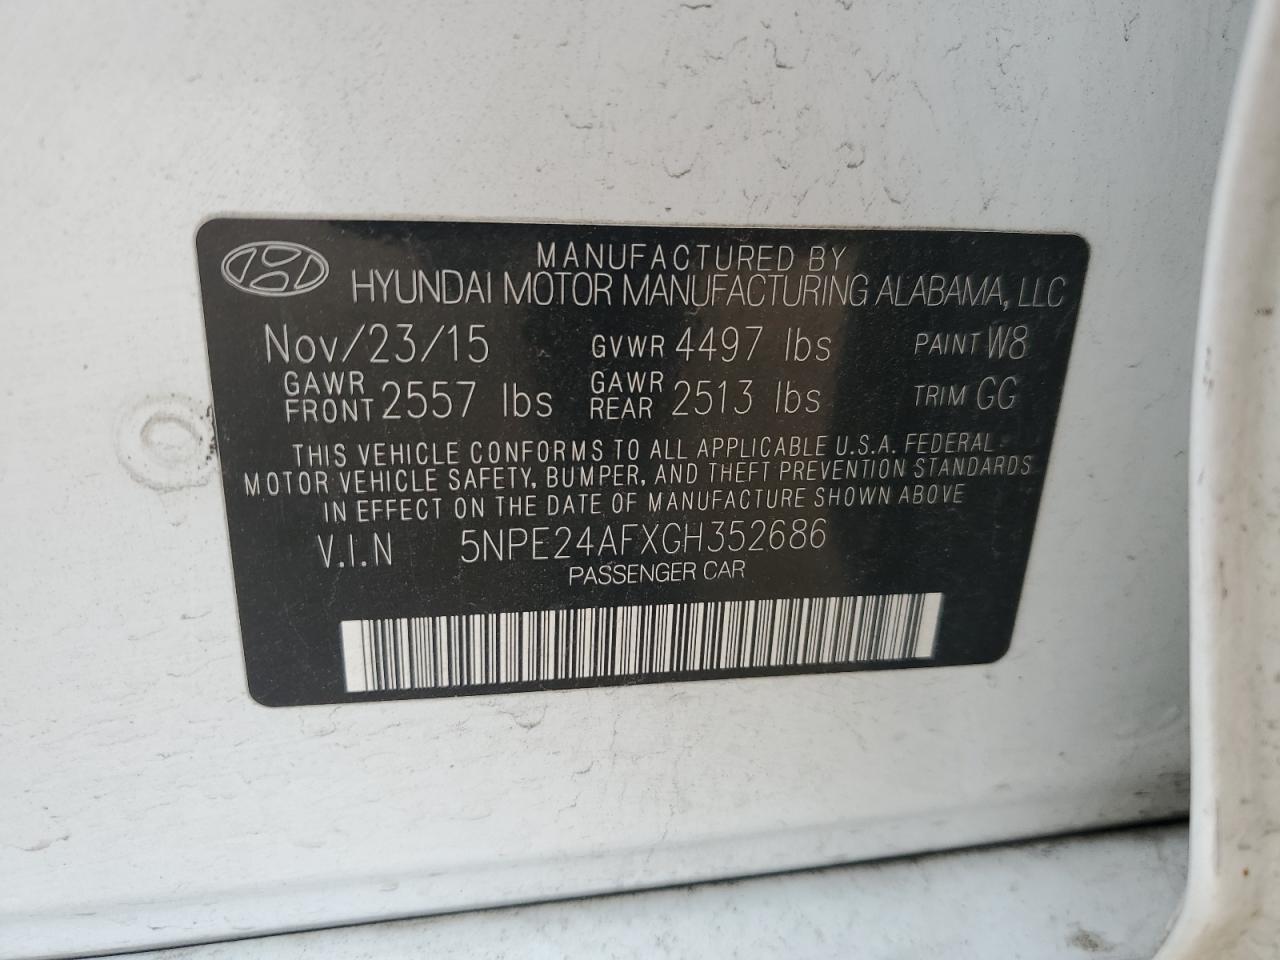 MANUFACTURED BY
HYUNDAI MOTOR MANUFACTURING ALABAMA, LLC
Nov/23/15 GVWR 4497 lbs PAINT W8
GAWR FRONT 2557 lbs GAWR REAR 2513 lbs TRIM GG
THIS VEHICLE CONFORMS TO ALL APPLICABLE U.S.A. FEDERAL
MOTOR VEHICLE SAFETY, BUMPER, AND THEFT PREVENTION STANDARDS
IN EFFECT ON THE DATE OF MANUFACTURE SHOWN ABOVE
V.I.N 5NPE24AFXGH352686
PASSENGER CAR